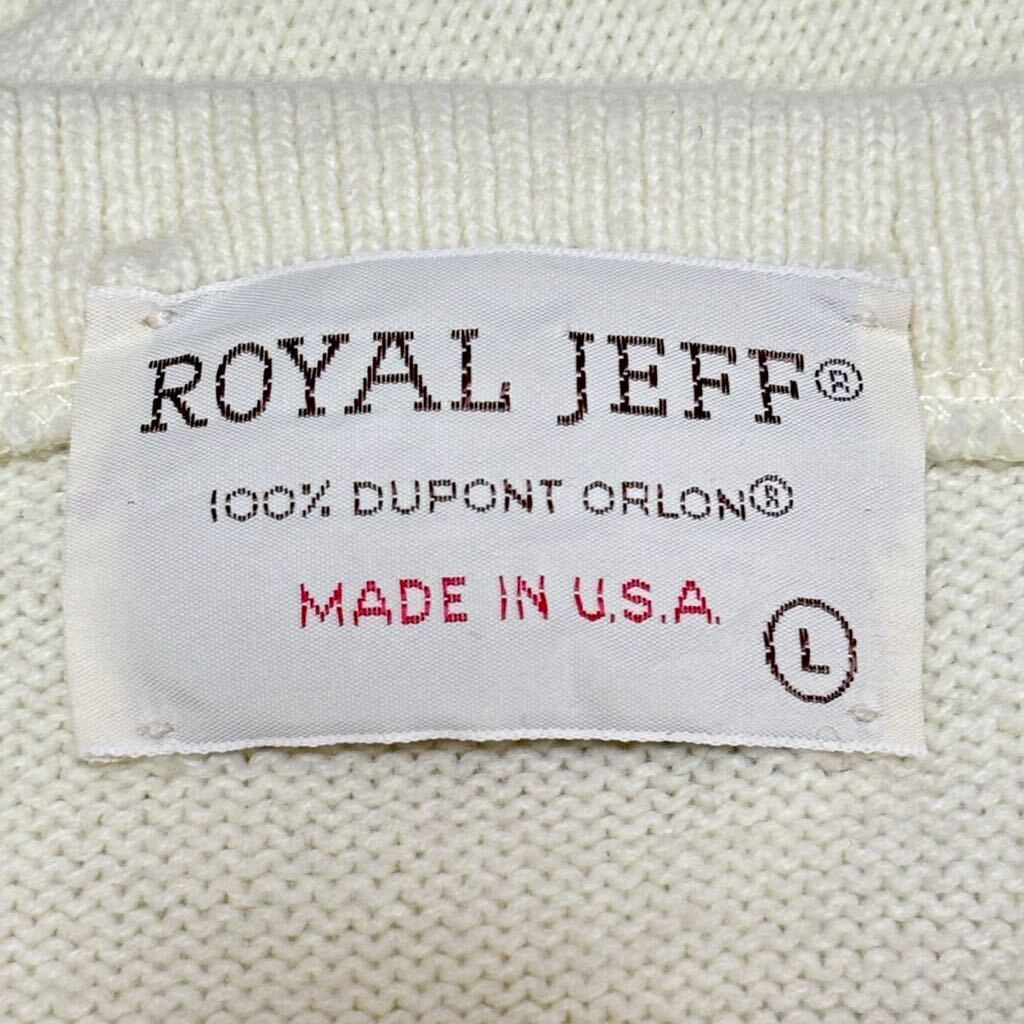 ROYAL JEFF®
100% DUPONT ORLON®
MADE IN U.S.A.
L